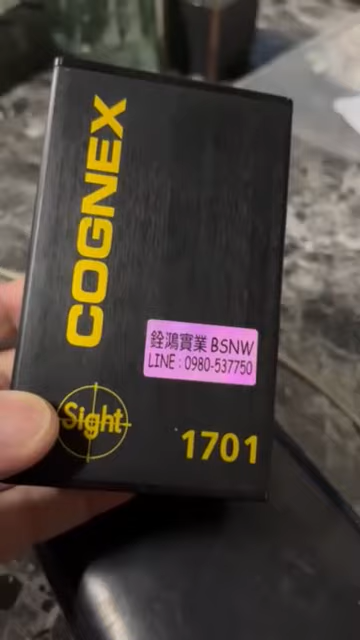 COGNEX
銓鴻實業 BSNW
LINE : 0980-537750
Sight
1701